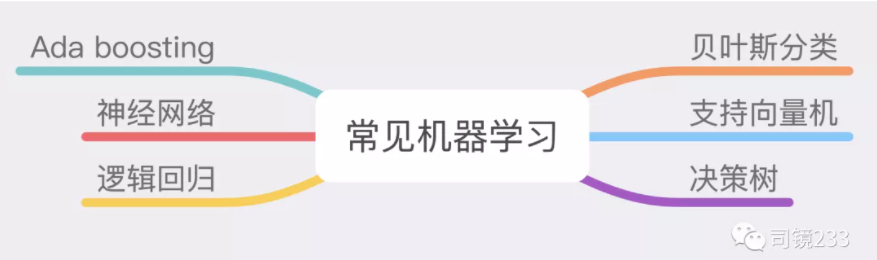 Ada boosting
神经网络
逻辑回归
常见机器学习
贝叶斯分类
支持向量机
决策树
司镜233